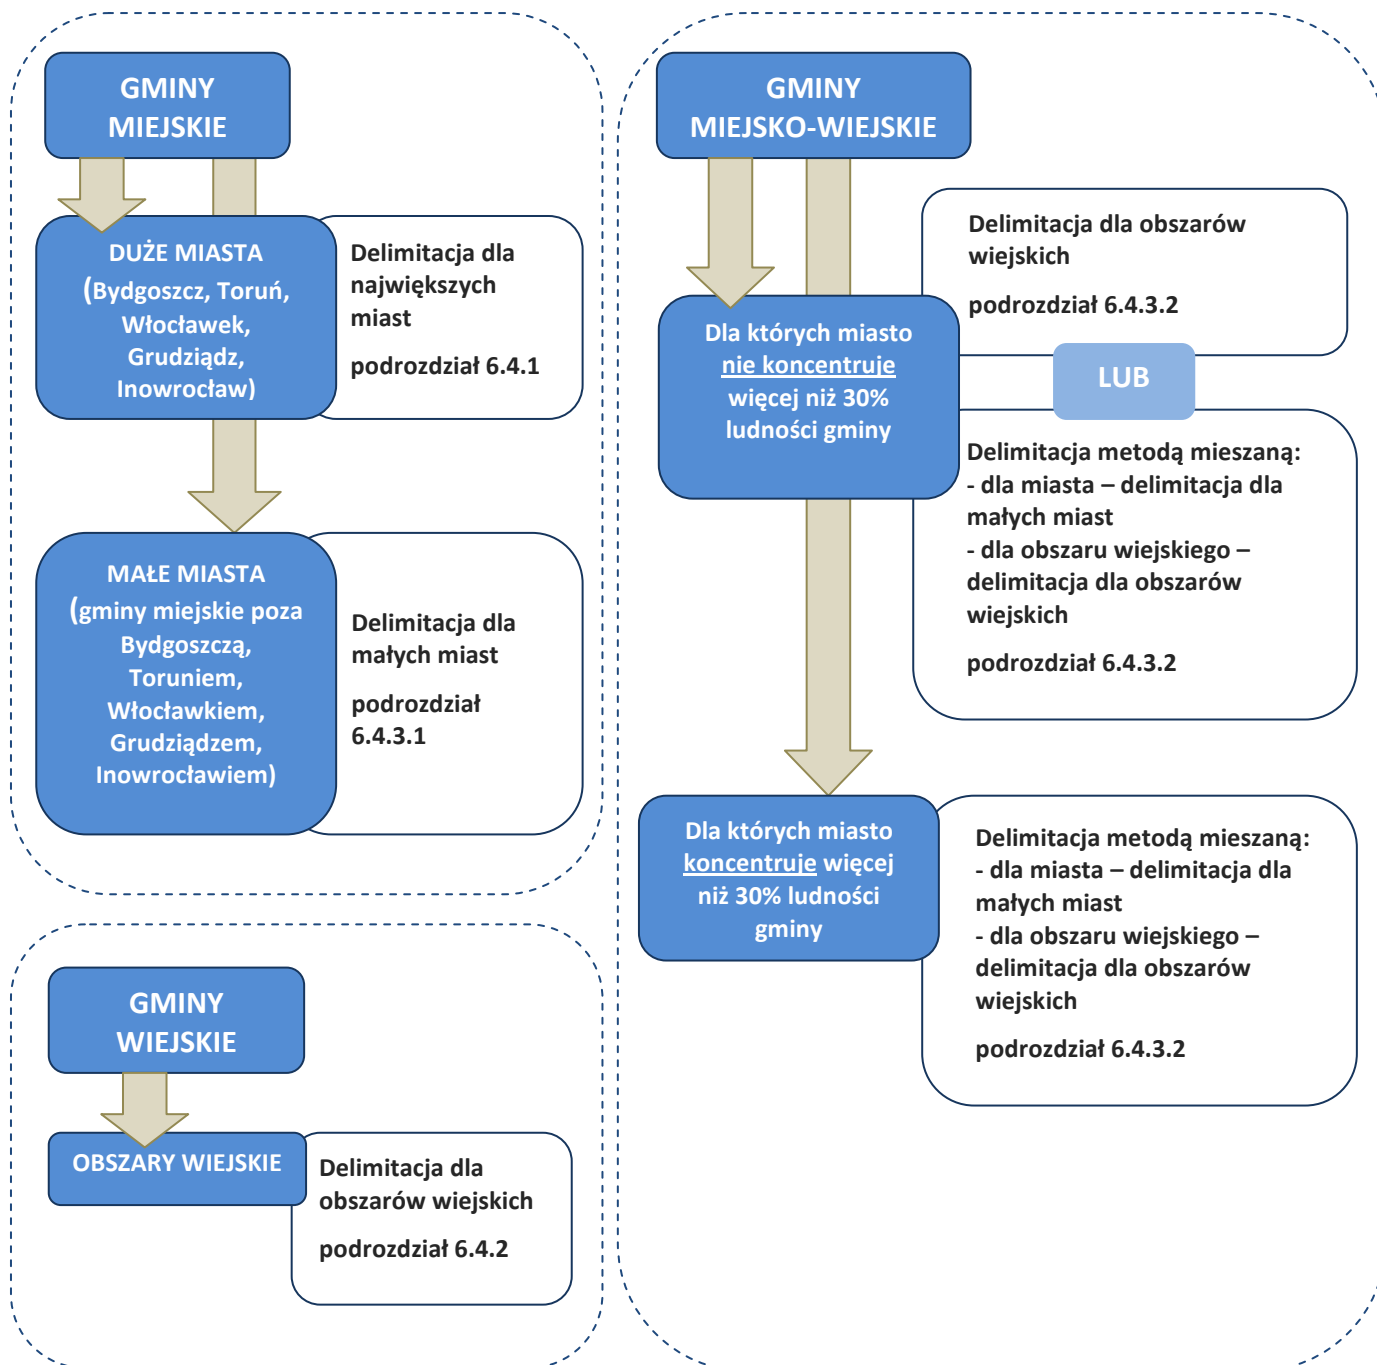 GMINY
MIEJSKIE
DUŻE MIASTA
(Bydgoszcz, Toruń,
Włocławek,
Grudziądz,
Inowrocław)
Delimitacja dla
największych
miast
podrozdział 6.4.1
MAŁE MIASTA
(gminy miejskie poza
Bydgoszczą,
Toruniem,
Włocławkiem,
Grudziądzem,
Inowrocławiem)
Delimitacja dla
małych miast
podrozdział
6.4.3.1
GMINY
WIEJSKIE
OBSZARY WIEJSKIE
Delimitacja dla
obszarów wiejskich
podrozdział 6.4.2
GMINY
MIEJSKO-WIEJSKIE
Dla których miasto
nie koncentruje
więcej niż 30%
ludności gminy
Delimitacja dla obszarów
wiejskich
podrozdział 6.4.3.2
LUB
Delimitacja metodą mieszaną:
- dla miasta – delimitacja dla
małych miast
- dla obszaru wiejskiego –
delimitacja dla obszarów
wiejskich
podrozdział 6.4.3.2
Dla których miasto
koncentruje więcej
niż 30% ludności
gminy
Delimitacja metodą mieszaną:
- dla miasta – delimitacja dla
małych miast
- dla obszaru wiejskiego –
delimitacja dla obszarów
wiejskich
podrozdział 6.4.3.2